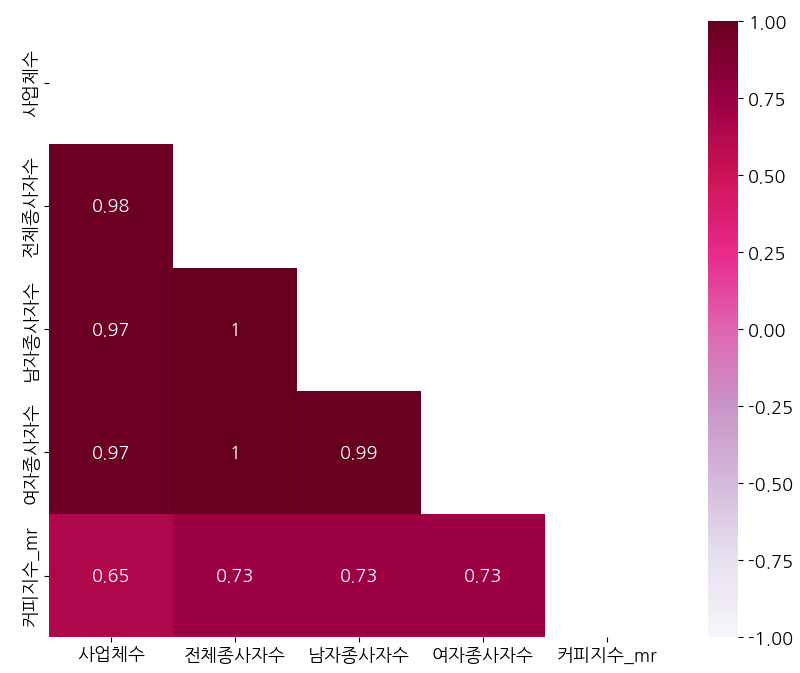 사업체수
전체종사자수
0.98
남자종사자수
0.97
1
여자종사자수
0.97
1
0.99
커피지수_mr
0.65
0.73
0.73
0.73
사업체수
전체종사자수
남자종사자수
여자종사자수
커피지수_mr
1.00
0.75
0.50
0.25
0.00
-0.25
-0.50
-0.75
-1.00